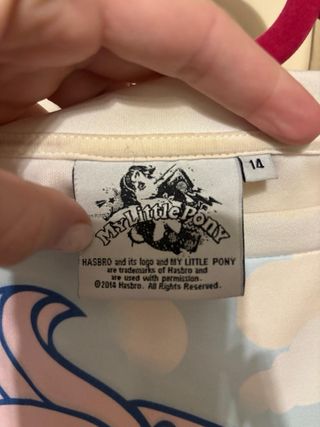 14
My Little Pony
HASBRO and its logo and MY LITTLE PONY
are trademarks of Hasbro and
are used with permission.
©2014 Hasbro. All Rights Reserved.